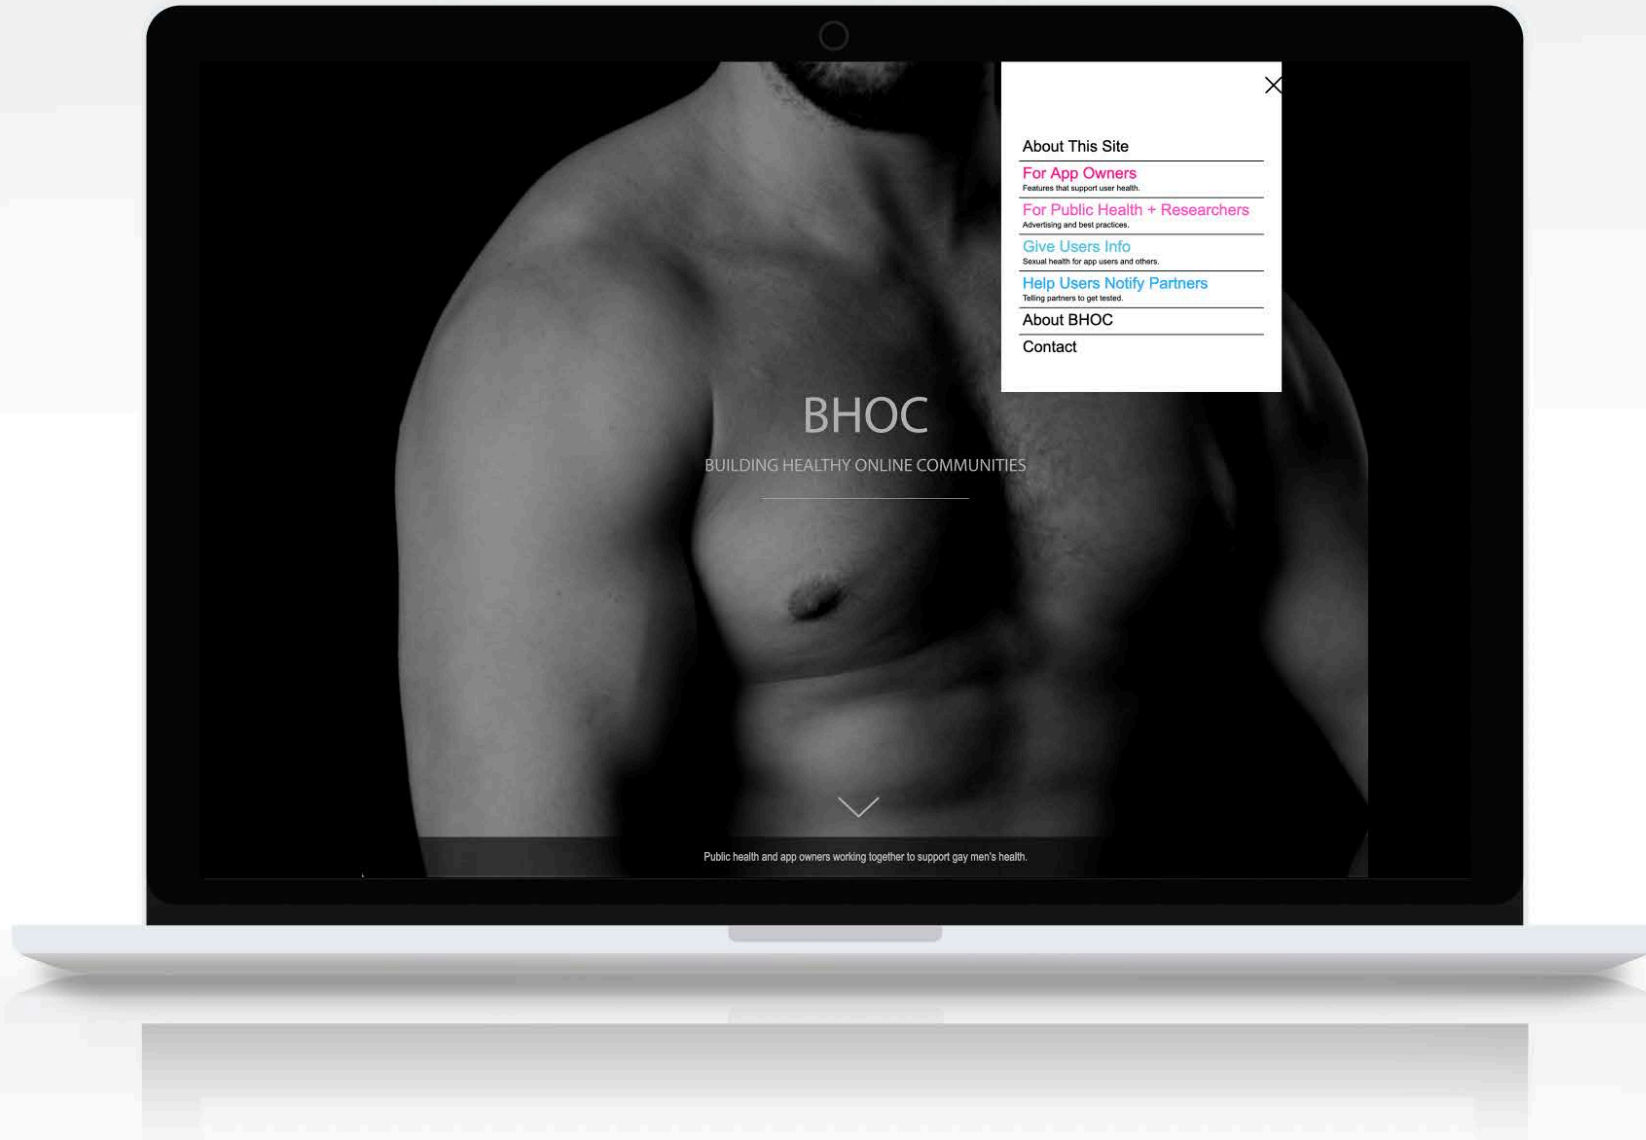 About This Site
For App Owners
Features that support user health.
For Public Health + Researchers
Advertising and best practices.
Give Users Info
Sexual health for app users and others.
Help Users Notify Partners
Telling partners to get tested.
About BHOC
Contact
BHOC
BUILDING HEALTHY ONLINE COMMUNITIES
Public health and app owners working together to support gay men's health.